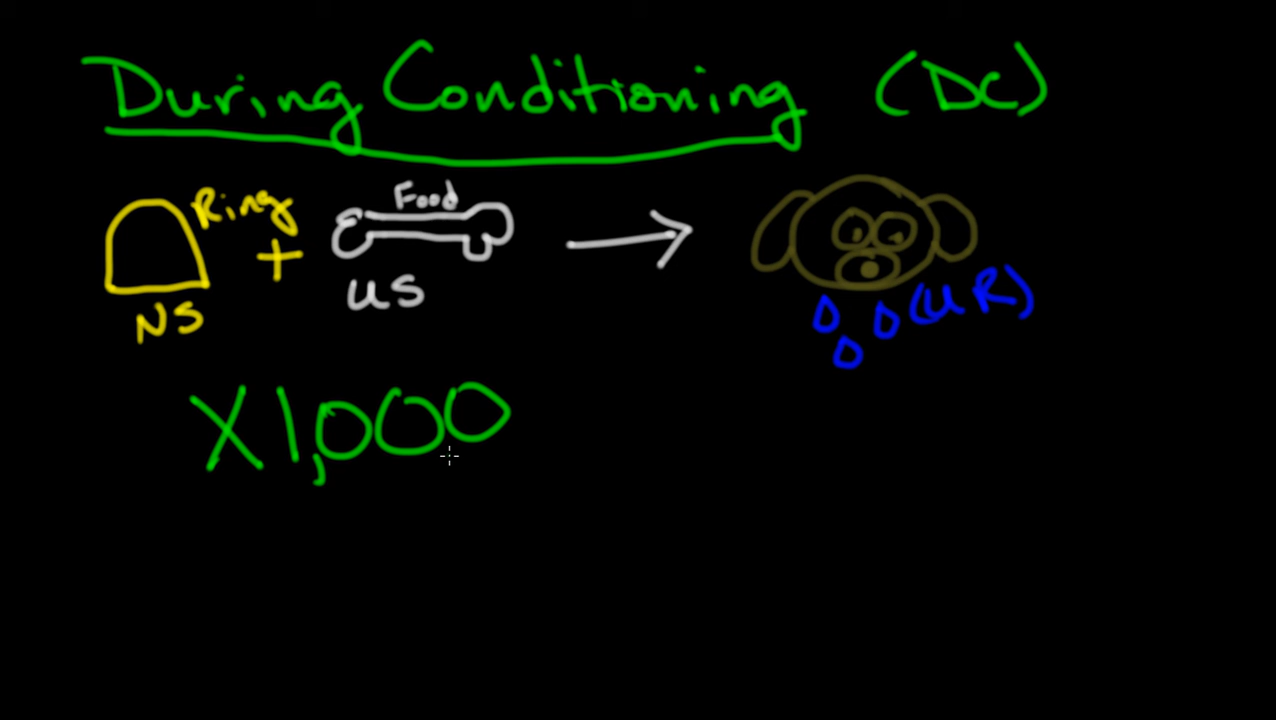 During Conditioning (DC)
Ring + Food
NS US (UR)
X1,000